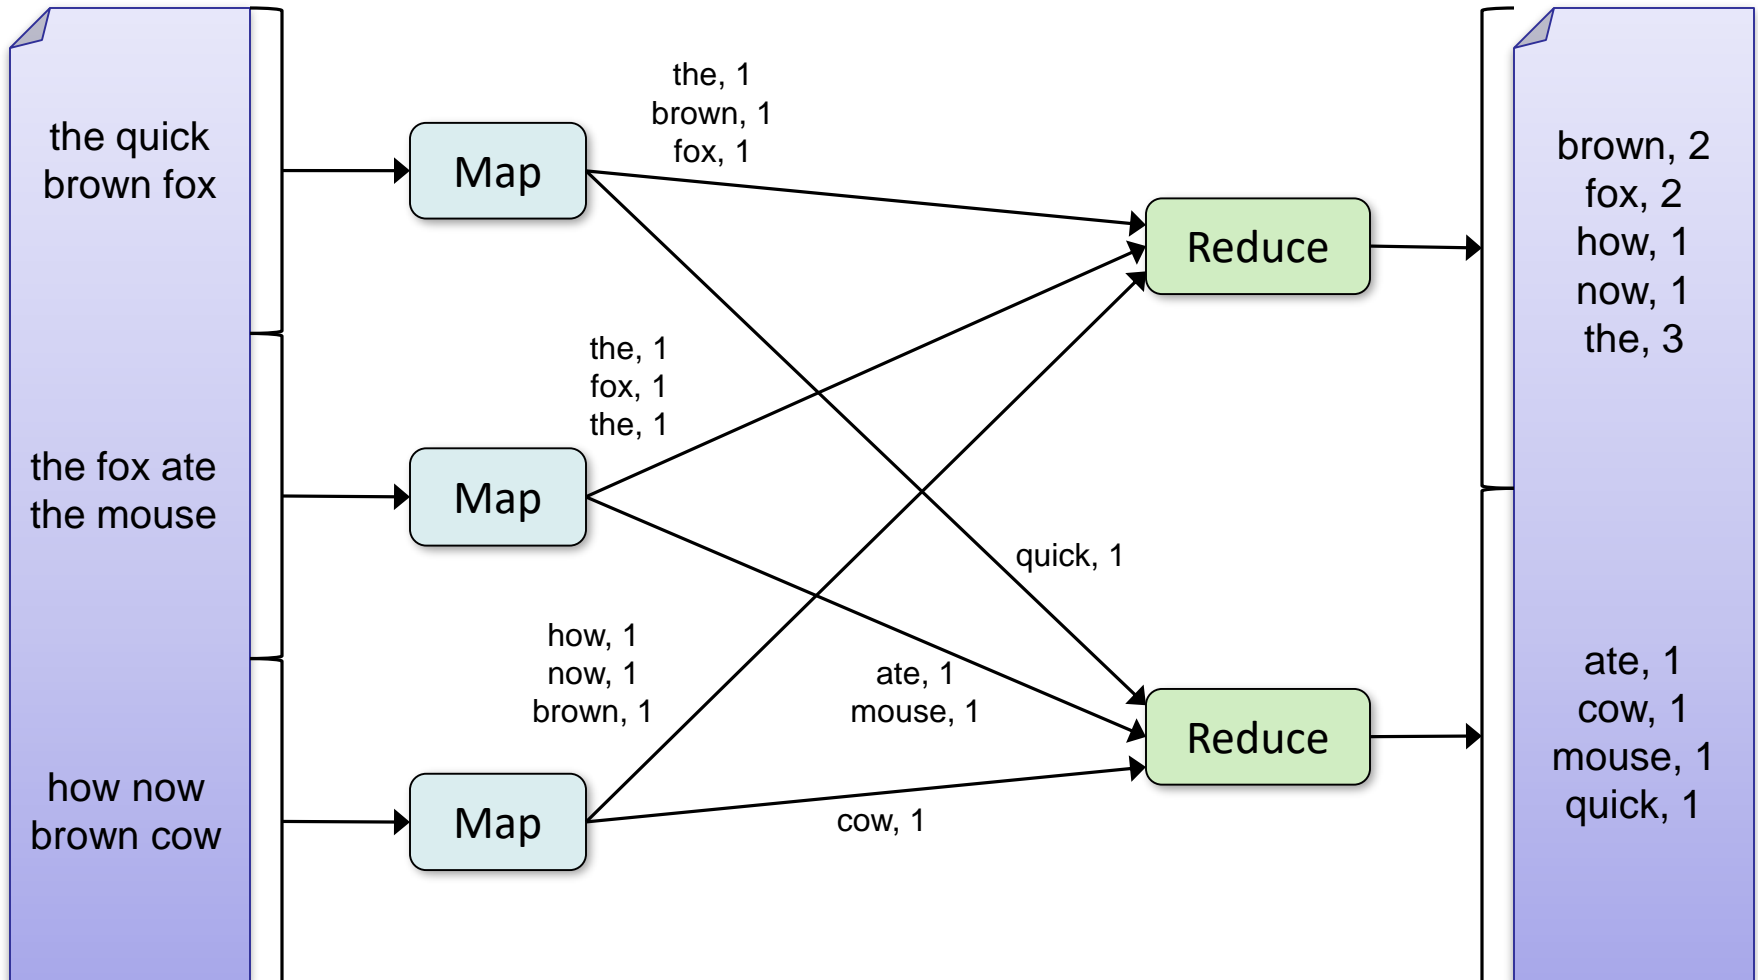 the quick
brown fox
the fox ate
the mouse
how now
brown cow
Map
Map
Map
the, 1
brown, 1
fox, 1
the, 1
fox, 1
the, 1
how, 1
now, 1
brown, 1
quick, 1
ate, 1
mouse, 1
cow, 1
Reduce
Reduce
brown, 2
fox, 2
how, 1
now, 1
the, 3
ate, 1
cow, 1
mouse, 1
quick, 1